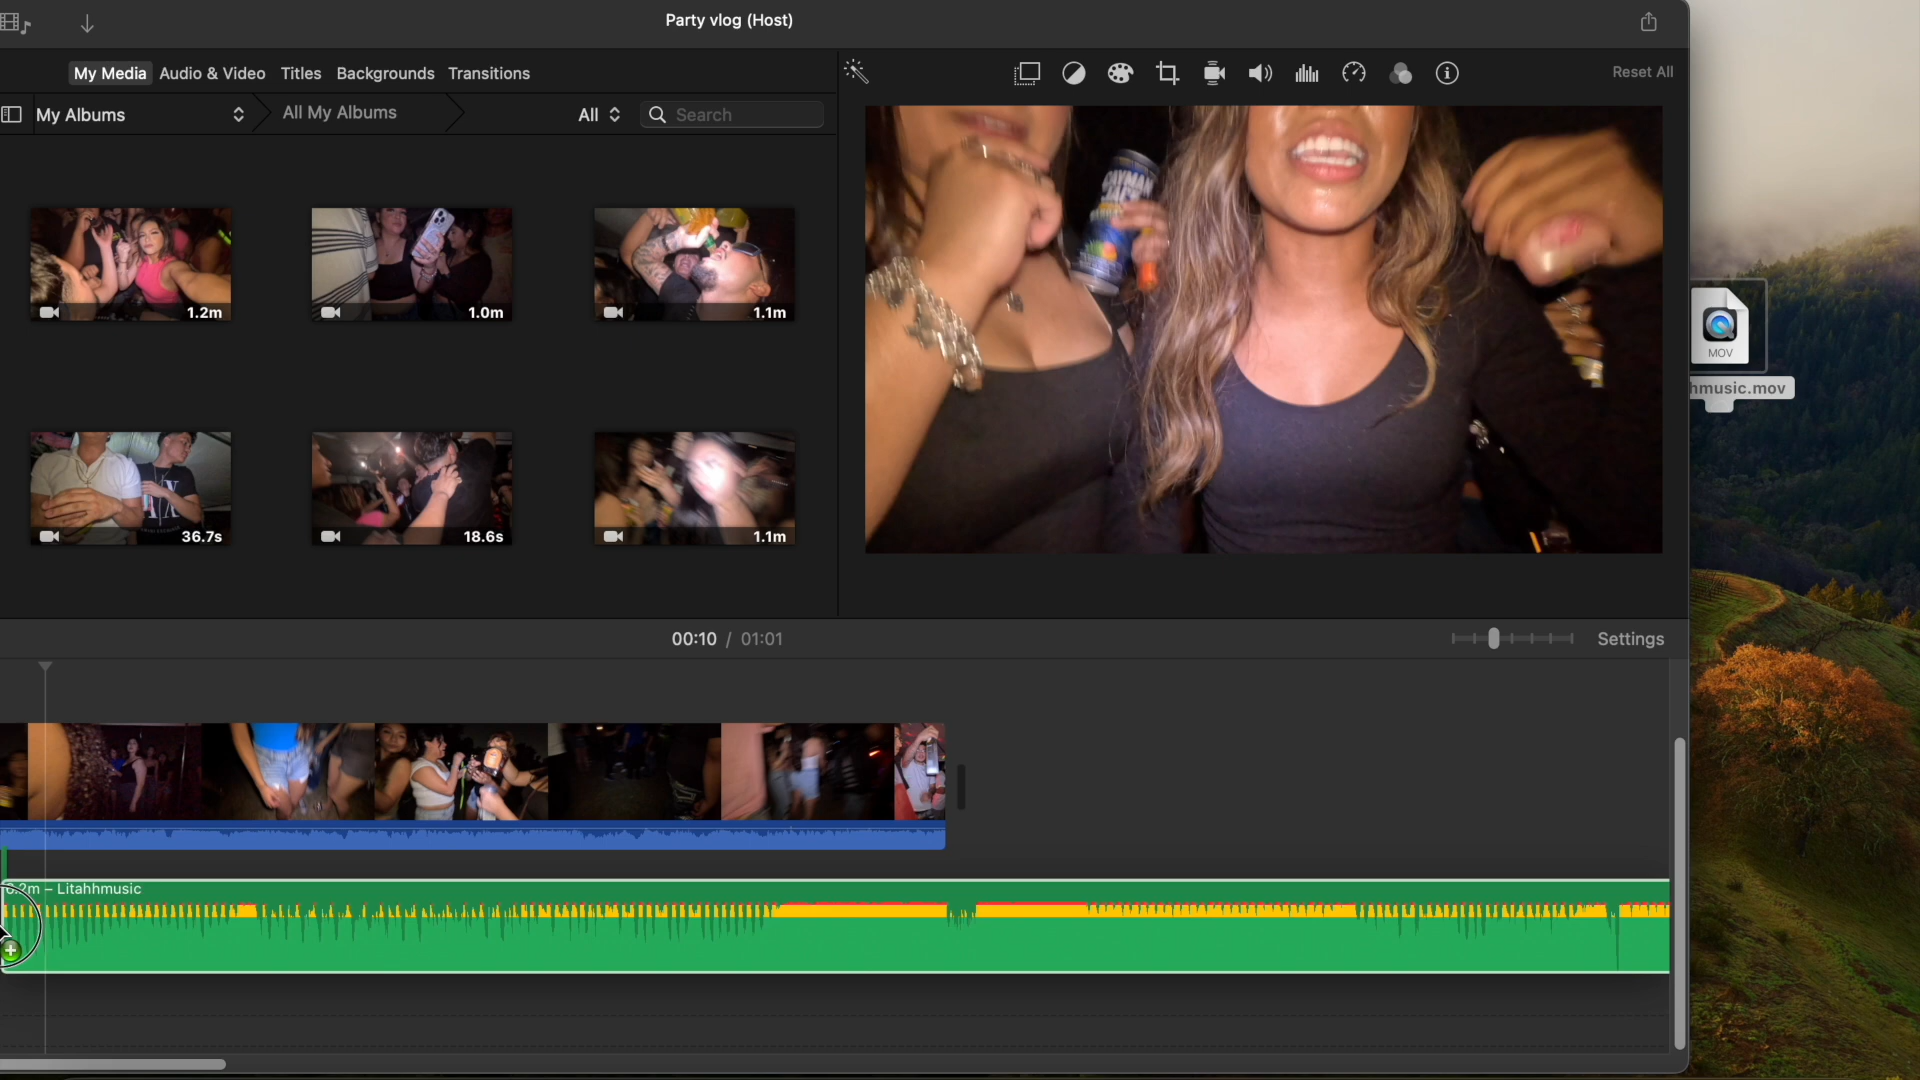 Party vlog (Host)
My Media Audio & Video Titles Backgrounds Transitions
Reset All
My Albums All My Albums All Search
1.2m 1.0m 1.1m
MOV
hmusic.mov
36.7s 18.6s 1.1m
00:10 / 01:01 Settings
.2m – Litahhmusic